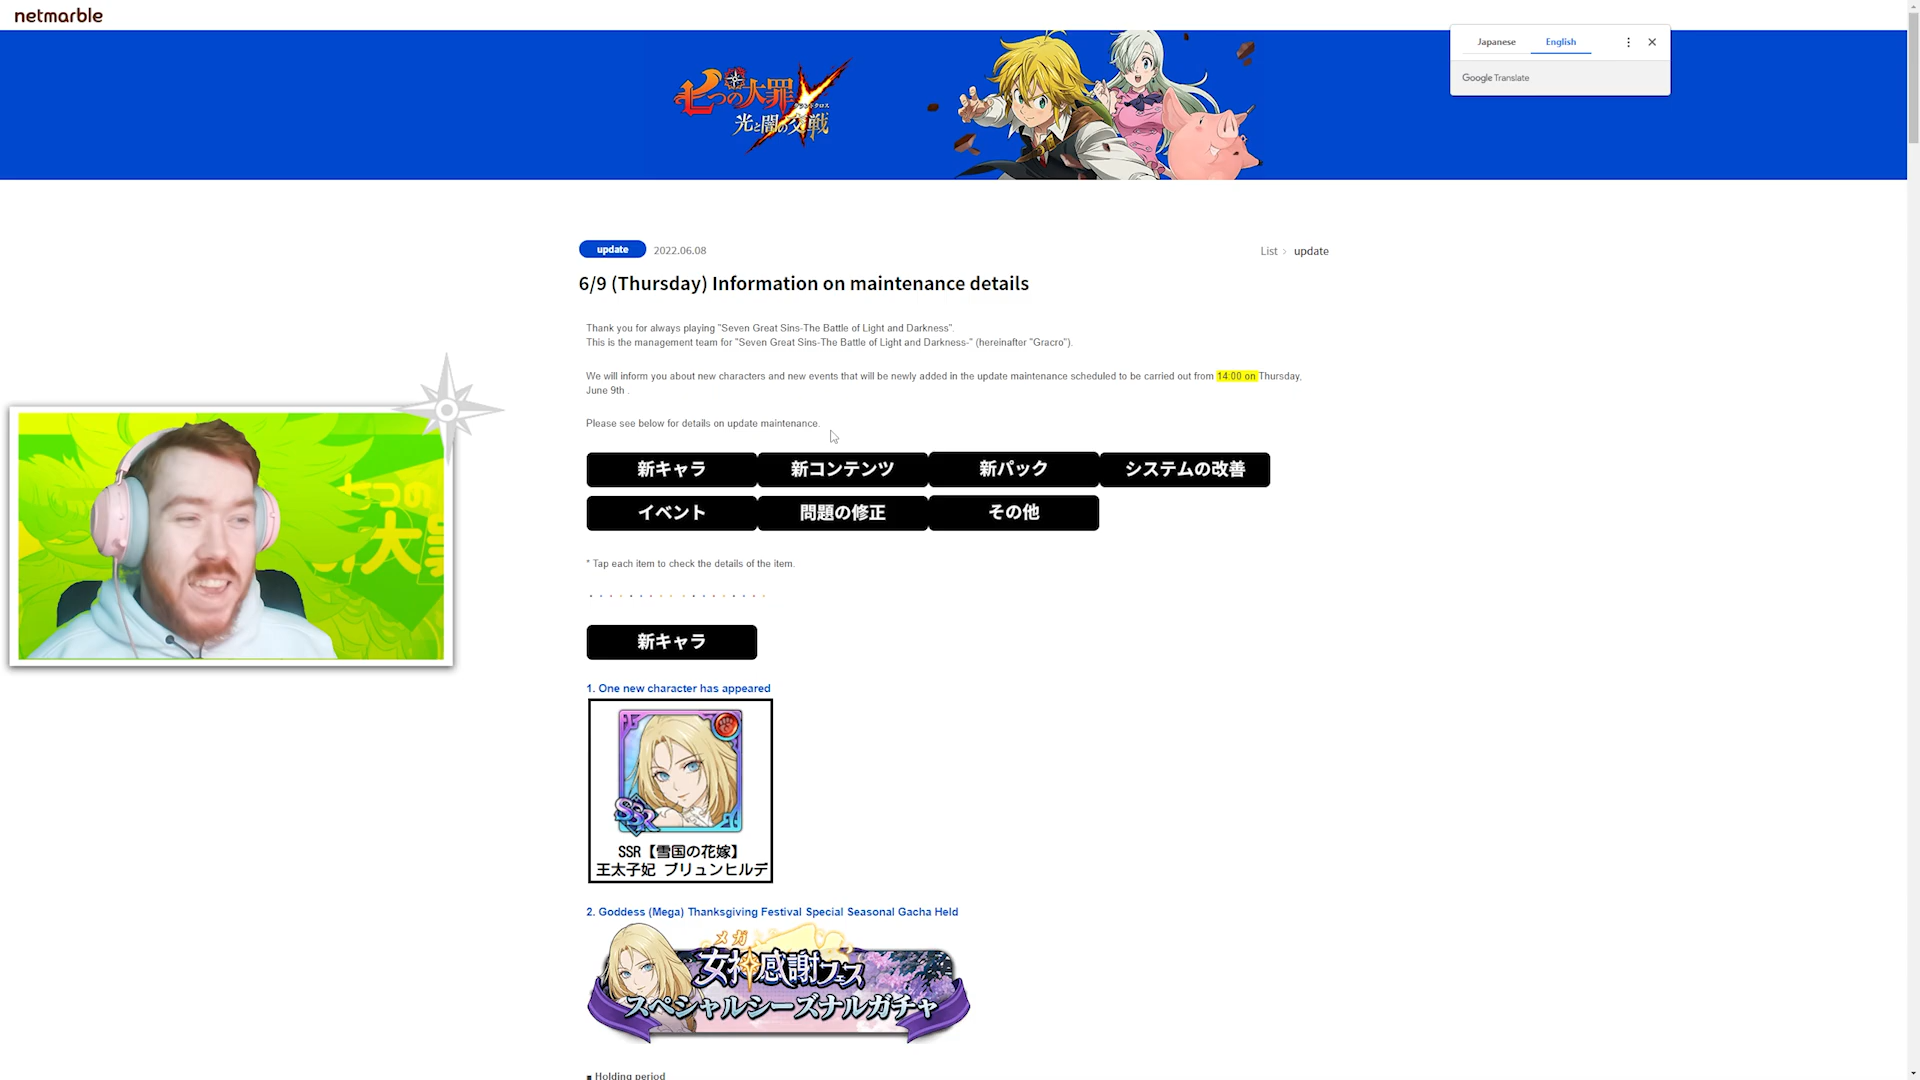 netmarble
Japanese
English
Google Translate
七つの大罪
グランドクロス
光と闇の交戦
update
2022.06.08
List > update
6/9 (Thursday) Information on maintenance details
Thank you for always playing "Seven Great Sins-The Battle of Light and Darkness".
This is the management team for "Seven Great Sins-The Battle of Light and Darkness-" (hereinafter "Gracro").
We will inform you about new characters and new events that will be newly added in the update maintenance scheduled to be carried out from 14:00 on Thursday,
June 9th .
Please see below for details on update maintenance.
新キャラ
新コンテンツ
新パック
システムの改善
イベント
問題の修正
その他
* Tap each item to check the details of the item.
新キャラ
1. One new character has appeared
SSR
SSR【雪国の花嫁】
王太子妃 ブリュンヒルデ
2. Goddess (Mega) Thanksgiving Festival Special Seasonal Gacha Held
メガ
女神感謝フェス
スペシャルシーズナルガチャ
■ Holding period